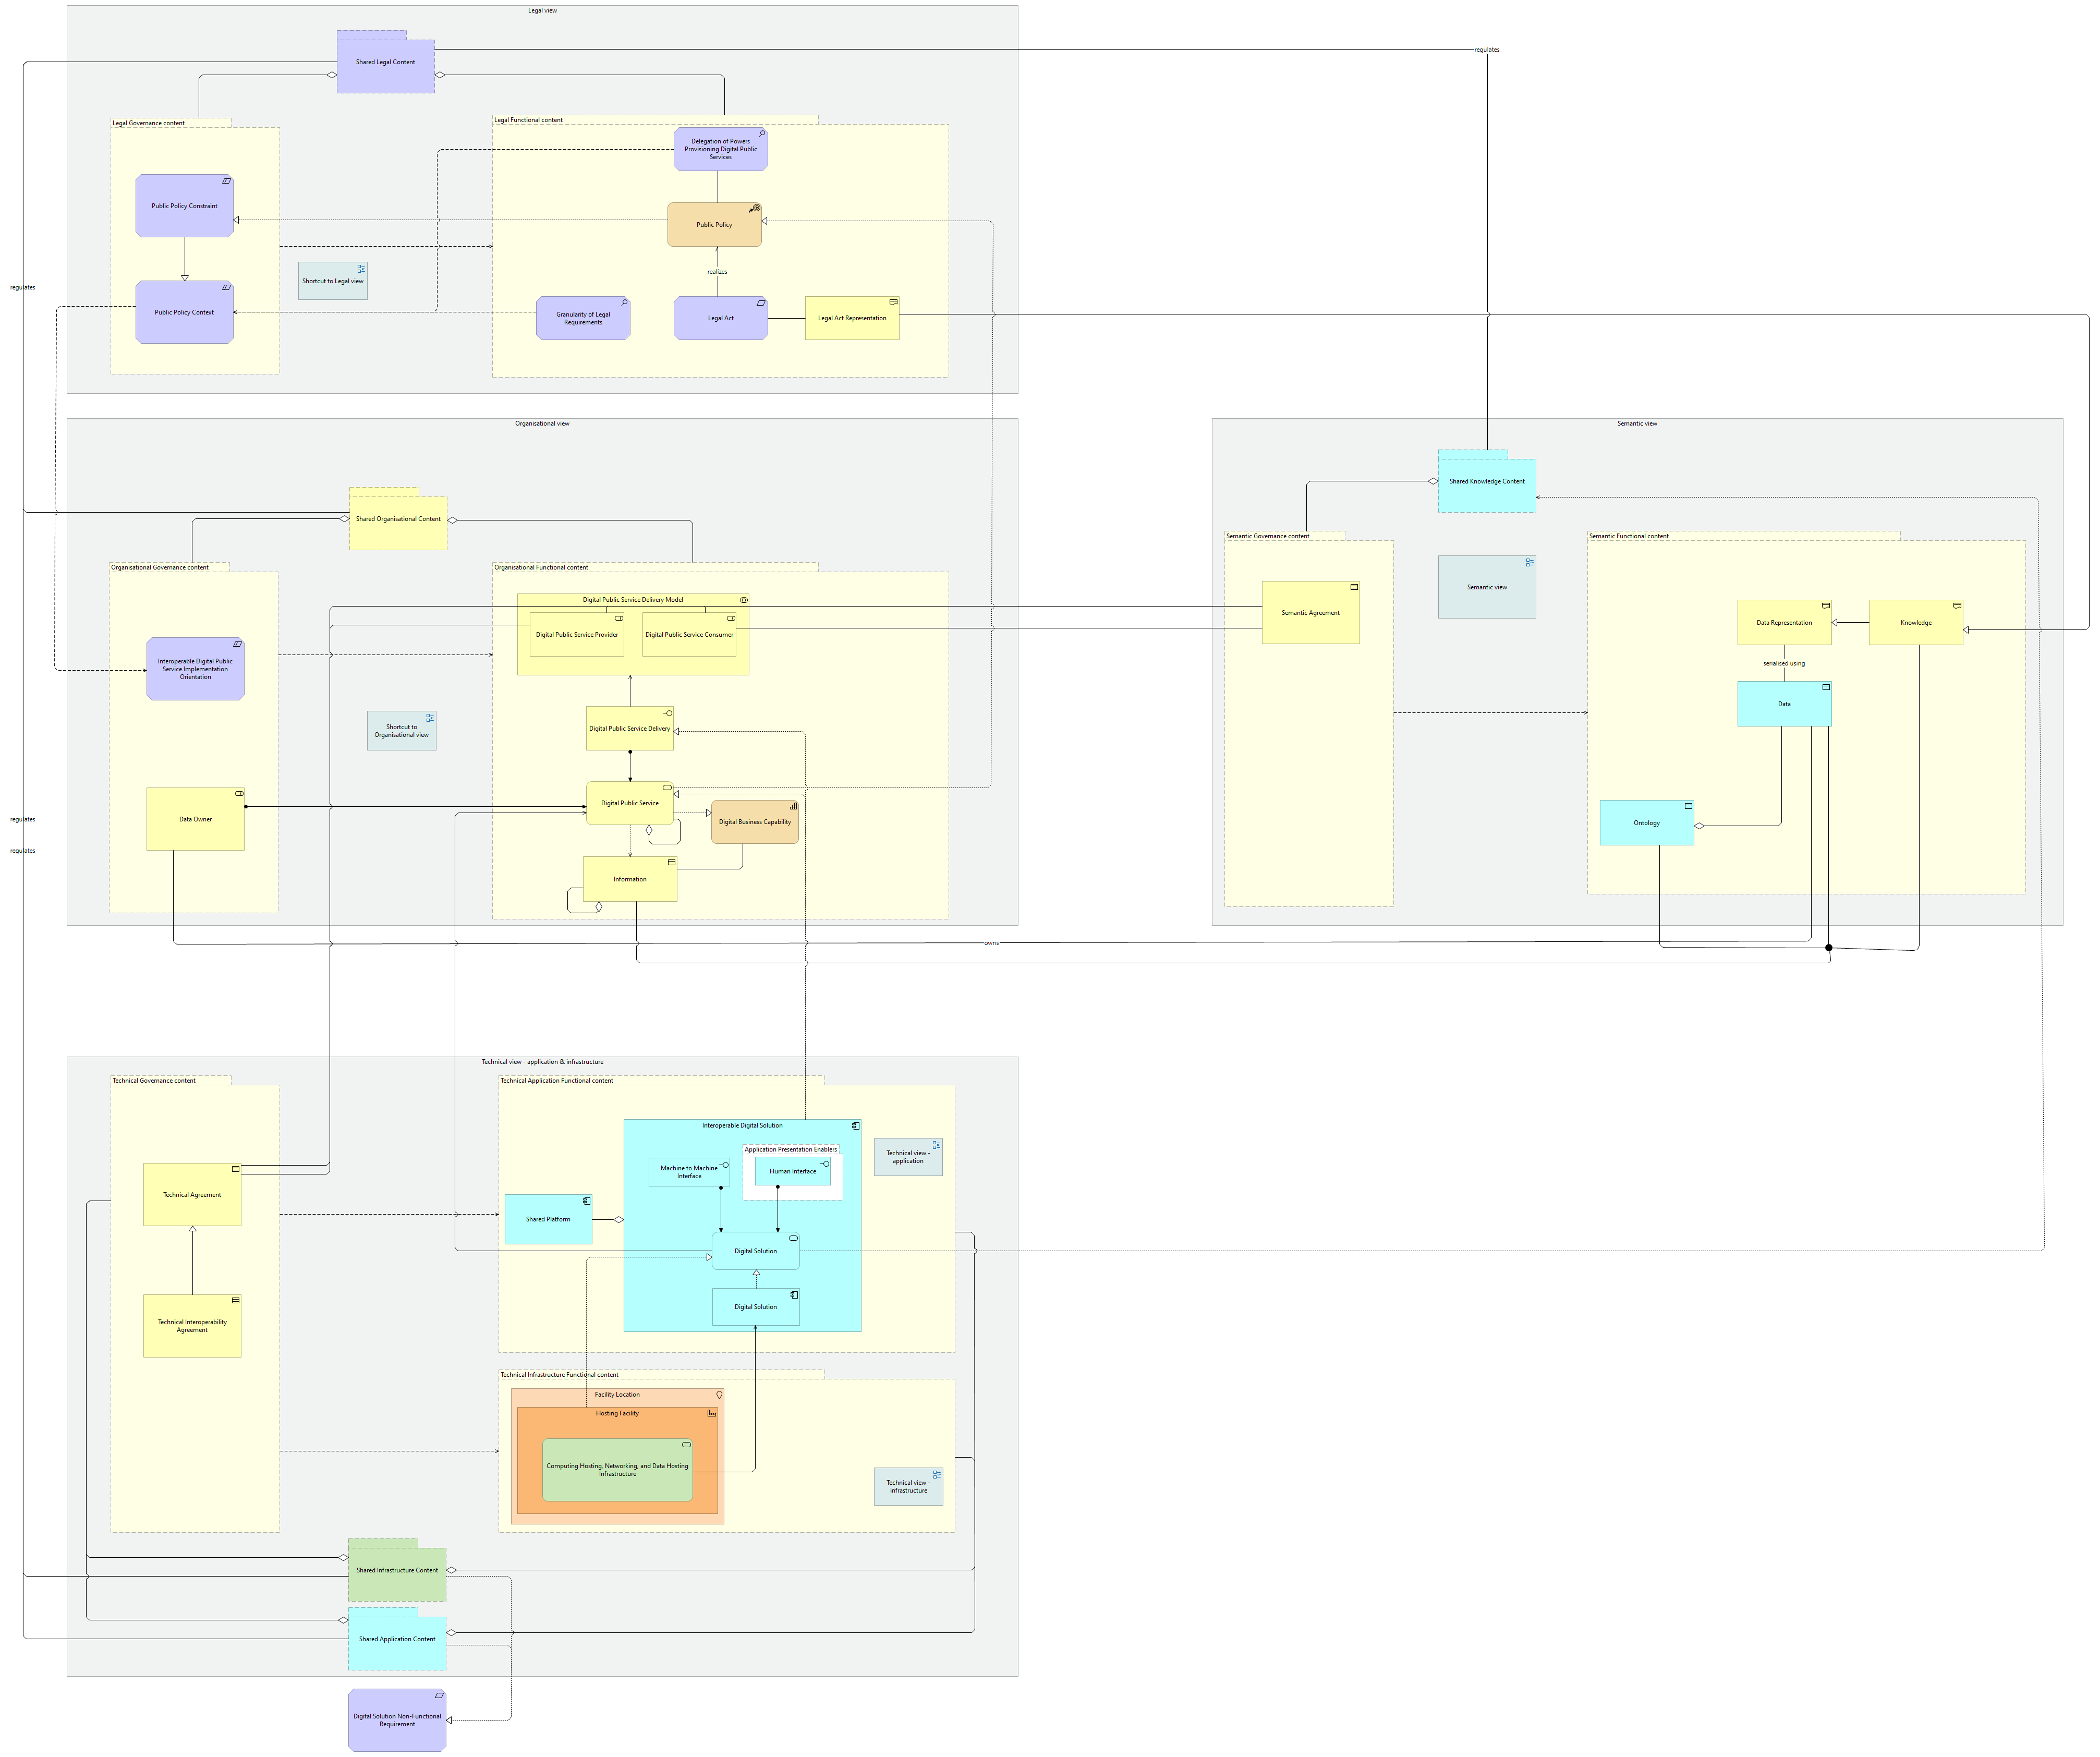 Legal view
Shared Legal Content
regulates
Legal Governance content
Legal Functional content
Delegation of Powers
Provisioning Digital Public
Services
Public Policy Constraint
Public Policy
realizes
Shortcut to Legal view
regulates
Public Policy Context
Granularity of Legal
Requirements
Legal Act
Legal Act Representation
Organisational view
Shared Organisational Content
Organisational Governance content
Organisational Functional content
Digital Public Service Delivery Model
Digital Public Service Provider
Digital Public Service Consumer
Interoperable Digital Public
Service Implementation
Orientation
Shortcut to
Organisational view
Digital Public Service Delivery
Digital Public Service
Data Owner
Digital Business Capability
Information
regulates
regulates
Semantic view
Shared Knowledge Content
Semantic Governance content
Semantic Functional content
Semantic view
Semantic Agreement
Data Representation
Knowledge
serialised using
Data
Ontology
owns
Technical view - application & infrastructure
Technical Governance content
Technical Application Functional content
Interoperable Digital Solution
Application Presentation Enablers
Machine to Machine
Interface
Human Interface
Technical view -
application
Technical Agreement
Shared Platform
Digital Solution
Digital Solution
Technical Interoperability
Agreement
Technical Infrastructure Functional content
Facility Location
Hosting Facility
Computing Hosting, Networking, and Data Hosting
Infrastructure
Technical view -
infrastructure
Shared Infrastructure Content
Shared Application Content
Digital Solution Non-Functional
Requirement